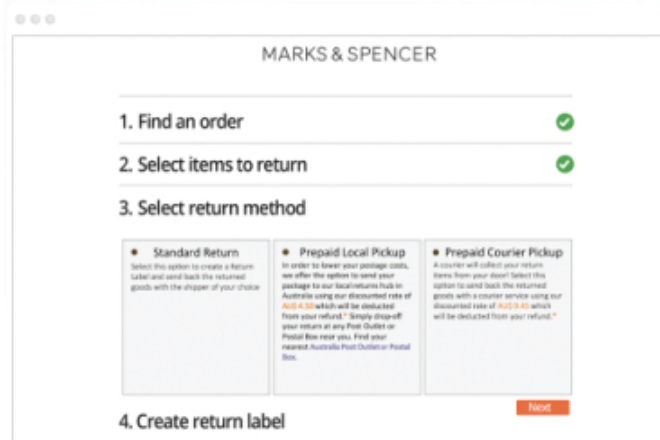 MARKS & SPENCER
1. Find an order
2. Select items to return
3. Select return method
Standard Return
Select this option to create a Return
Label and send back the returned
goods with the shipper of your choice
Prepaid Local Pickup
In order to lower your postage costs,
we offer the option to send your
package to our local returns hub in
Australia using our discounted rate of
AU$ 4.50 which will be deducted
from your refund.* Simply drop-off
your return at any Post Outlet or
Postal Box near you. Find your
nearest Australia Post Outlet or Postal
Box.
Prepaid Courier Pickup
A courier will collect your return
items from your door! Select this
option to send back the returned
goods with a courier service using our
discounted rate of AU$ 9.45 which
will be deducted from your refund.*
Next
4. Create return label